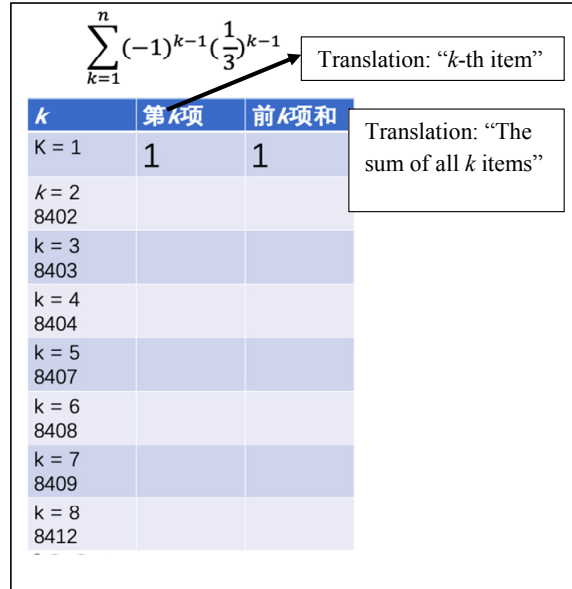 n
∑(-1)^{k-1}(1/3)^{k-1}
k=1
Translation: “k-th item”
k 第k项 前k项和
Translation: “The
sum of all k items”
K = 1 1 1
k = 2
8402
k = 3
8403
k = 4
8404
k = 5
8407
k = 6
8408
k = 7
8409
k = 8
8412